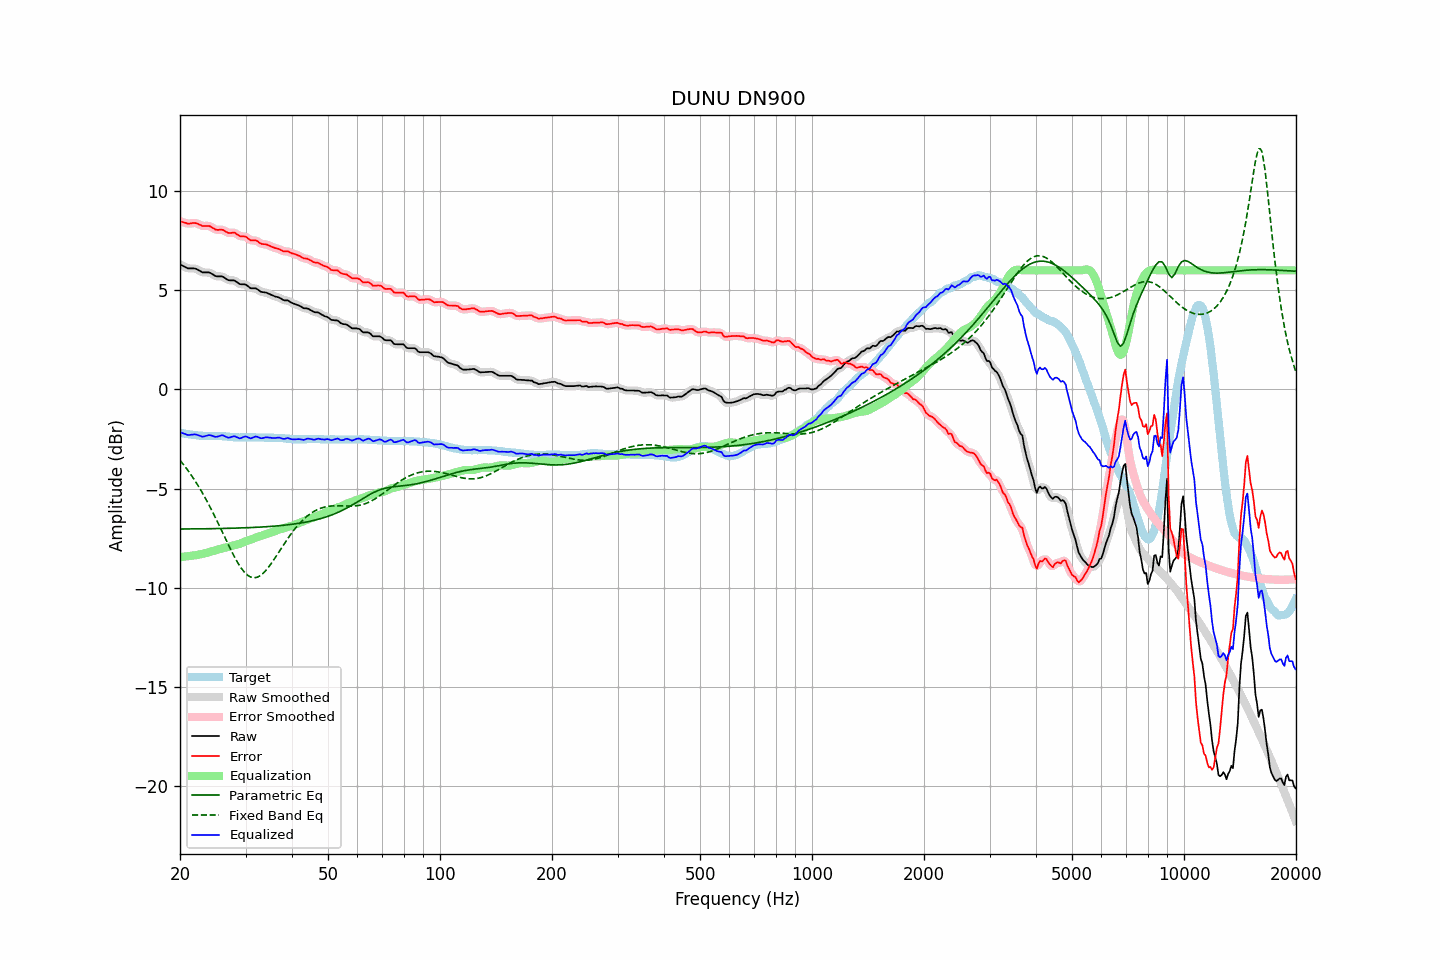 DUNU DN900
Amplitude (dBr)
10
5
0
−5
−10
−15
−20
Target
Raw Smoothed
Error Smoothed
Raw
Error
Equalization
Parametric Eq
Fixed Band Eq
Equalized
20 50 100 200 500 1000 2000 5000 10000 20000
Frequency (Hz)